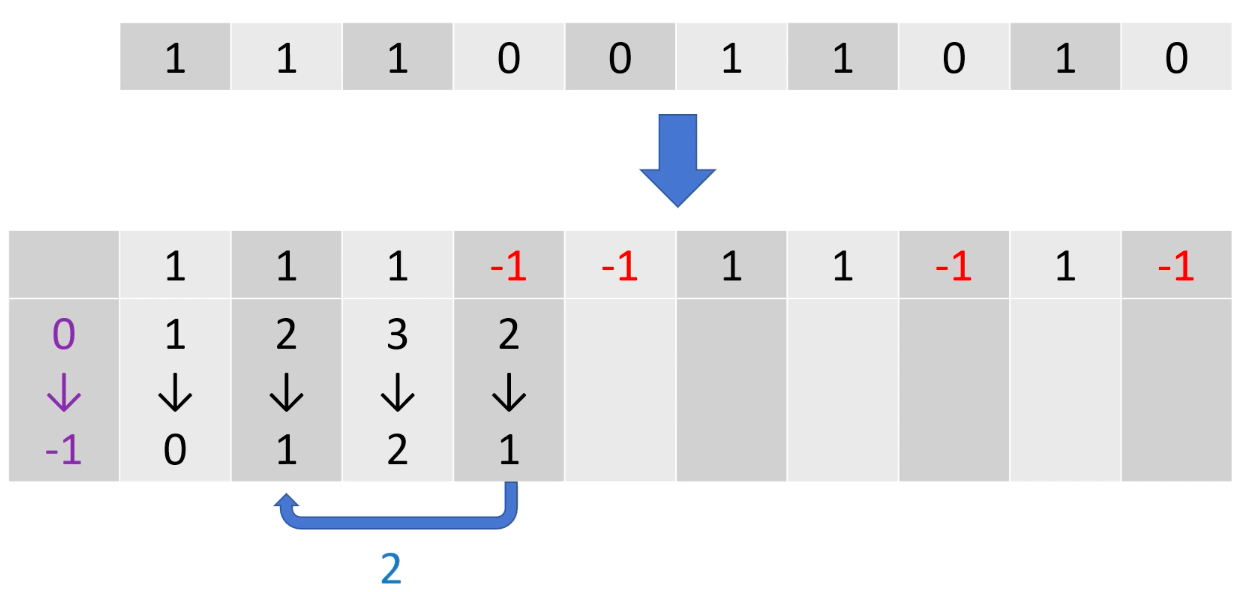 1 1 1 0 0 1 1 0 1 0
1 1 1 -1 -1 1 1 -1 1 -1
0 1 2 3 2
↓ ↓ ↓ ↓ ↓
-1 0 1 2 1
2